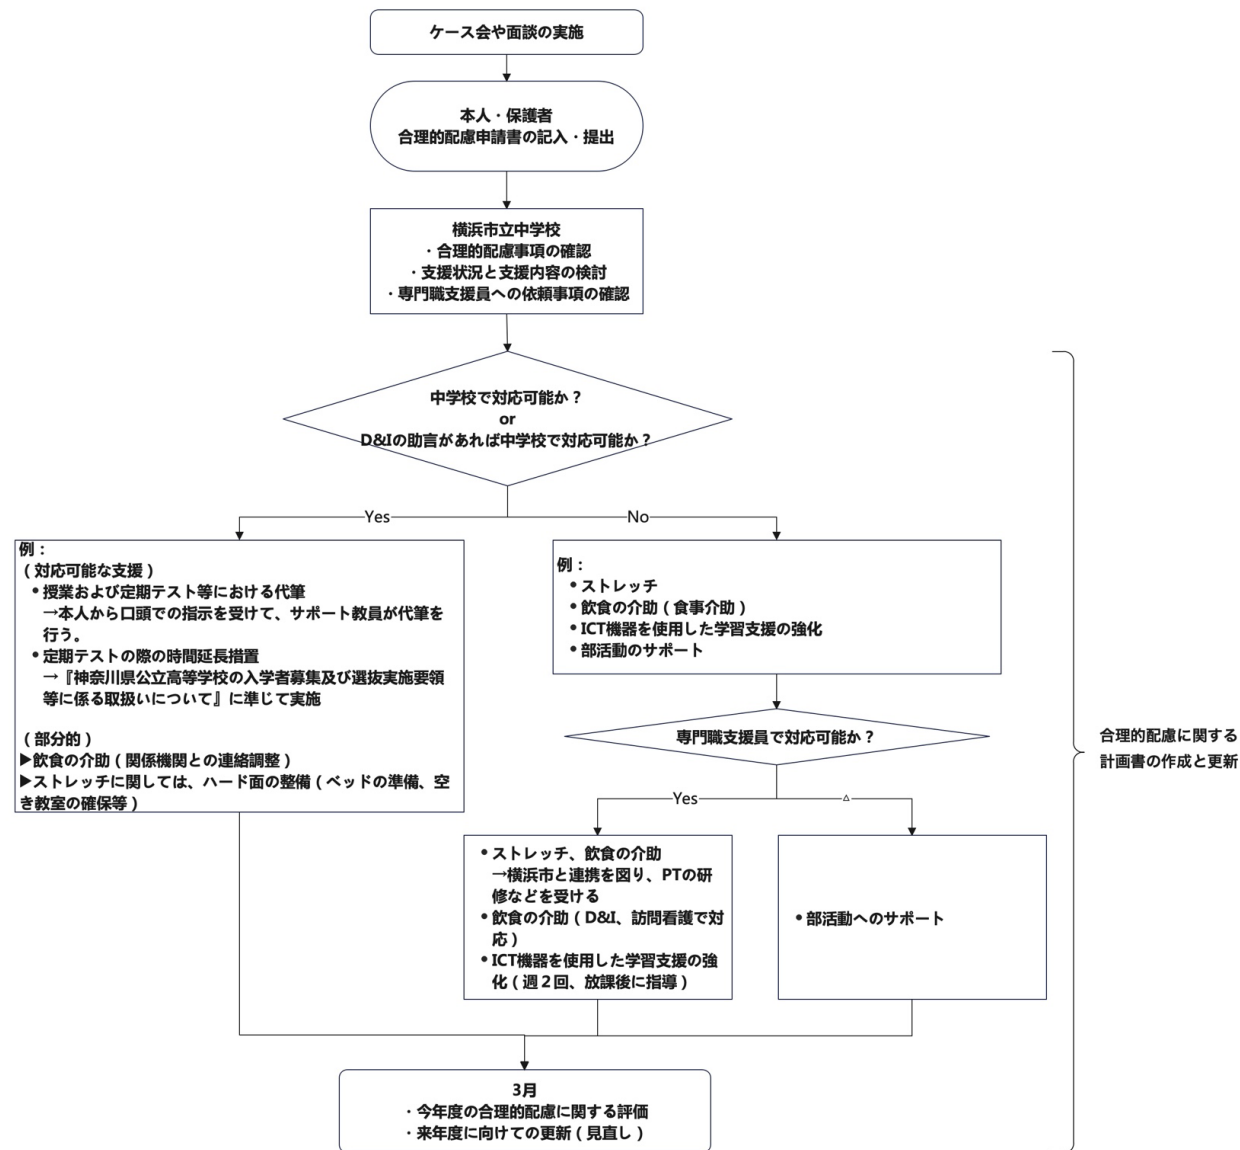 ケース会や面談の実施
本人・保護者
合理的配慮申請書の記入・提出
横浜市立中学校
・合理的配慮事項の確認
・支援状況と支援内容の検討
・専門職支援員への依頼事項の確認
中学校で対応可能か？
or
D&Iの助言があれば中学校で対応可能か？
Yes
No
例：
（対応可能な支援）
•授業および定期テスト等における代筆
→本人から口頭での指示を受けて、サポート教員が代筆を
行う。
•定期テストの際の時間延長措置
→『神奈川県公立高等学校の入学者募集及び選抜実施要領
等に係る取扱いについて』に準じて実施
（部分的）
▶飲食の介助（関係機関との連絡調整）
▶ストレッチに関しては、ハード面の整備（ベッドの準備、空
き教室の確保等）
例：
•ストレッチ
•飲食の介助（食事介助）
•ICT機器を使用した学習支援の強化
•部活動のサポート
専門職支援員で対応可能か？
Yes
△
•ストレッチ、飲食の介助
→横浜市と連携を図り、PTの研
修などを受ける
•飲食の介助（D&I、訪問看護で対
応）
•ICT機器を使用した学習支援の強
化（週２回、放課後に指導）
•部活動へのサポート
合理的配慮に関する
計画書の作成と更新
3月
・今年度の合理的配慮に関する評価
・来年度に向けての更新（見直し）